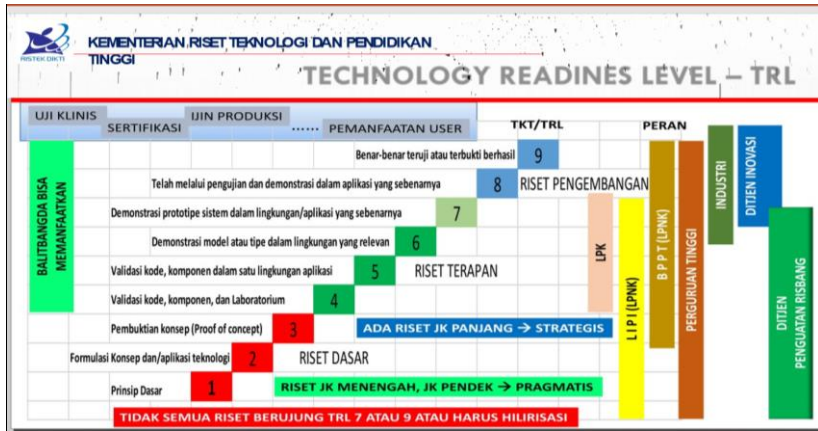 RISTEK DIKTI
KEMENTERIAN RISET TEKNOLOGI DAN PENDIDIKAN
TINGGI
TECHNOLOGY READINES LEVEL – TRL
UJI KLINIS
SERTIFIKASI
IJIN PRODUKSI
......
PEMANFAATAN USER
TKT/TRL
PERAN
BALITBANGDA BISA
MEMANFAATKAN
Benar-benar teruji atau terbukti berhasil
9
Telah melalui pengujian dan demonstrasi dalam aplikasi yang sebenarnya
8
RISET PENGEMBANGAN
Demonstrasi prototipe sistem dalam lingkungan/aplikasi yang sebenarnya
7
Demonstrasi model atau tipe dalam lingkungan yang relevan
6
Validasi kode, komponen dalam satu lingkungan aplikasi
5
RISET TERAPAN
Validasi kode, komponen, dan Laboratorium
4
Pembuktian konsep (Proof of concept)
3
ADA RISET JK PANJANG → STRATEGIS
Formulasi Konsep dan/aplikasi teknologi
2
RISET DASAR
Prinsip Dasar
1
RISET JK MENENGAH, JK PENDEK → PRAGMATIS
TIDAK SEMUA RISET BERUJUNG TRL 7 ATAU 9 ATAU HARUS HILIRISASI
LPK
L I P I (LPNK)
B P P T (LPNK)
PERGURUAN TINGGI
INDUSTRI
DITJEN INOVASI
DITJEN
PENGUATAN RISBANG